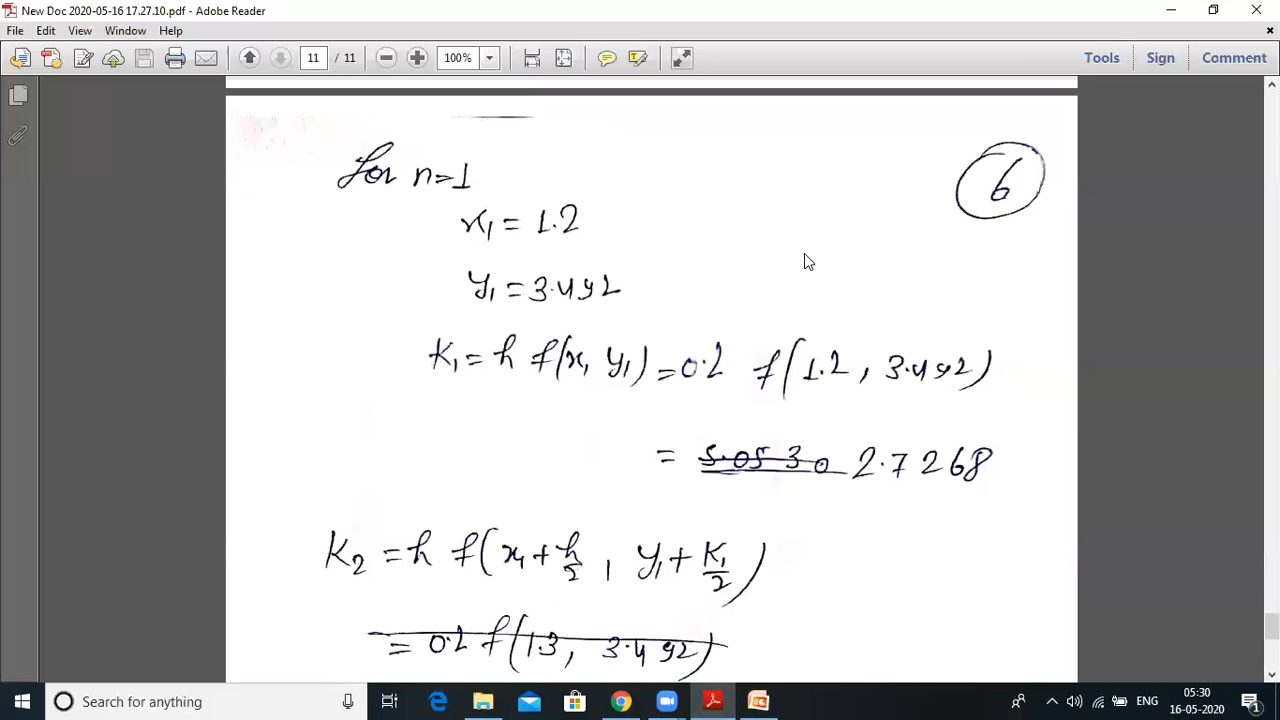 New Doc 2020-05-16 17.27.10.pdf - Adobe Reader
File Edit View Window Help
11 / 11 100% Tools Sign Comment
For n=1
6
x₁ = 1.2
y₁ = 3.492
K₁ = h f(x₁ y₁) = 0.2 f(1.2, 3.492)
= 5.0530 2.7268
K₂ = h f(x₁ + h/2, y₁ + K₁/2)
= 0.2 f(1.3, 3.492)
Search for anything
ENG
05:30
16-05-2020
1